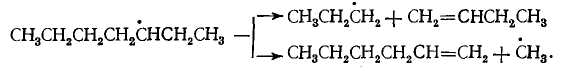 → CH₃CH₂ĊH₂ + CH₂=CHCH₂CH₃
CH₃CH₂CH₂CH₂ĊHCH₂CH₃ —
→ CH₃CH₂CH₂CH₂CH=CH₂ + ĊH₃.